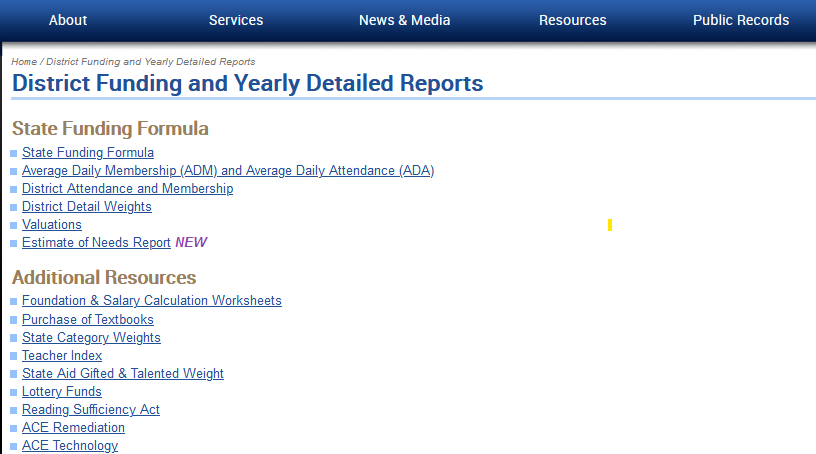 About Services News & Media Resources Public Records
Home / District Funding and Yearly Detailed Reports
District Funding and Yearly Detailed Reports
State Funding Formula
State Funding Formula
Average Daily Membership (ADM) and Average Daily Attendance (ADA)
District Attendance and Membership
District Detail Weights
Valuations
Estimate of Needs Report NEW
Additional Resources
Foundation & Salary Calculation Worksheets
Purchase of Textbooks
State Category Weights
Teacher Index
State Aid Gifted & Talented Weight
Lottery Funds
Reading Sufficiency Act
ACE Remediation
ACE Technology